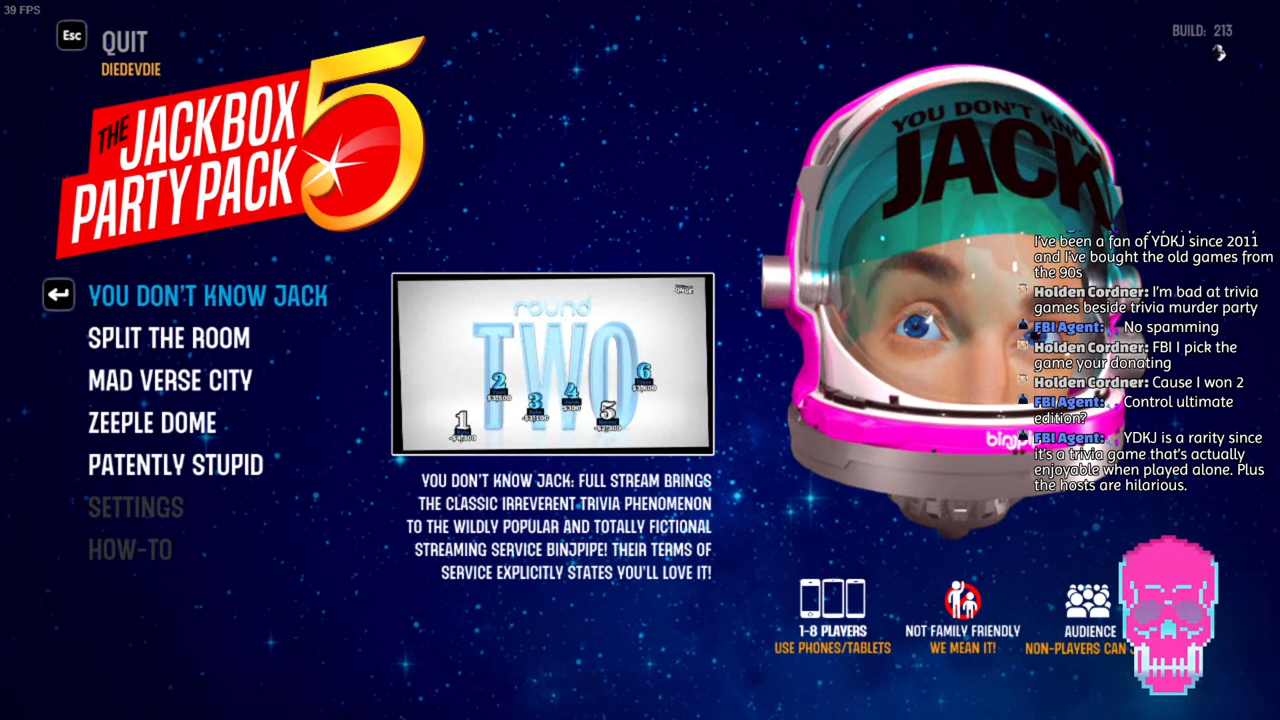 39 FPS
Esc
QUIT
DIEDEVDIE
BUILD: 213
THE
JACKBOX
PARTY PACK
5
YOU DON'T KNOW JACK
SPLIT THE ROOM
MAD VERSE CITY
ZEEPLE DOME
PATENTLY STUPID
SETTINGS
HOW-TO
round
TWO
1
2
3
4
5
6
YOU DON'T KNOW JACK: FULL STREAM BRINGS
THE CLASSIC IRREVERENT TRIVIA PHENOMENON
TO THE WILDLY POPULAR AND TOTALLY FICTIONAL
STREAMING SERVICE BINJPIPE! THEIR TERMS OF
SERVICE EXPLICITLY STATES YOU'LL LOVE IT!
YOU DON'T KNO
JACK
I've been a fan of YDKJ since 2011
and I've bought the old games from
the 90s
Holden Cordner: I'm bad at trivia
games beside trivia murder party
FBI Agent: No spamming
Holden Cordner: FBI I pick the
game your donating
Holden Cordner: Cause I won 2
FBI Agent: Control ultimate
edition?
FBI Agent: YDKJ is a rarity since
it's a trivia game that's actually
enjoyable when played alone. Plus
the hosts are hilarious.
1-8 PLAYERS
USE PHONES/TABLETS
NOT FAMILY FRIENDLY
WE MEAN IT!
AUDIENCE
NON-PLAYERS CAN